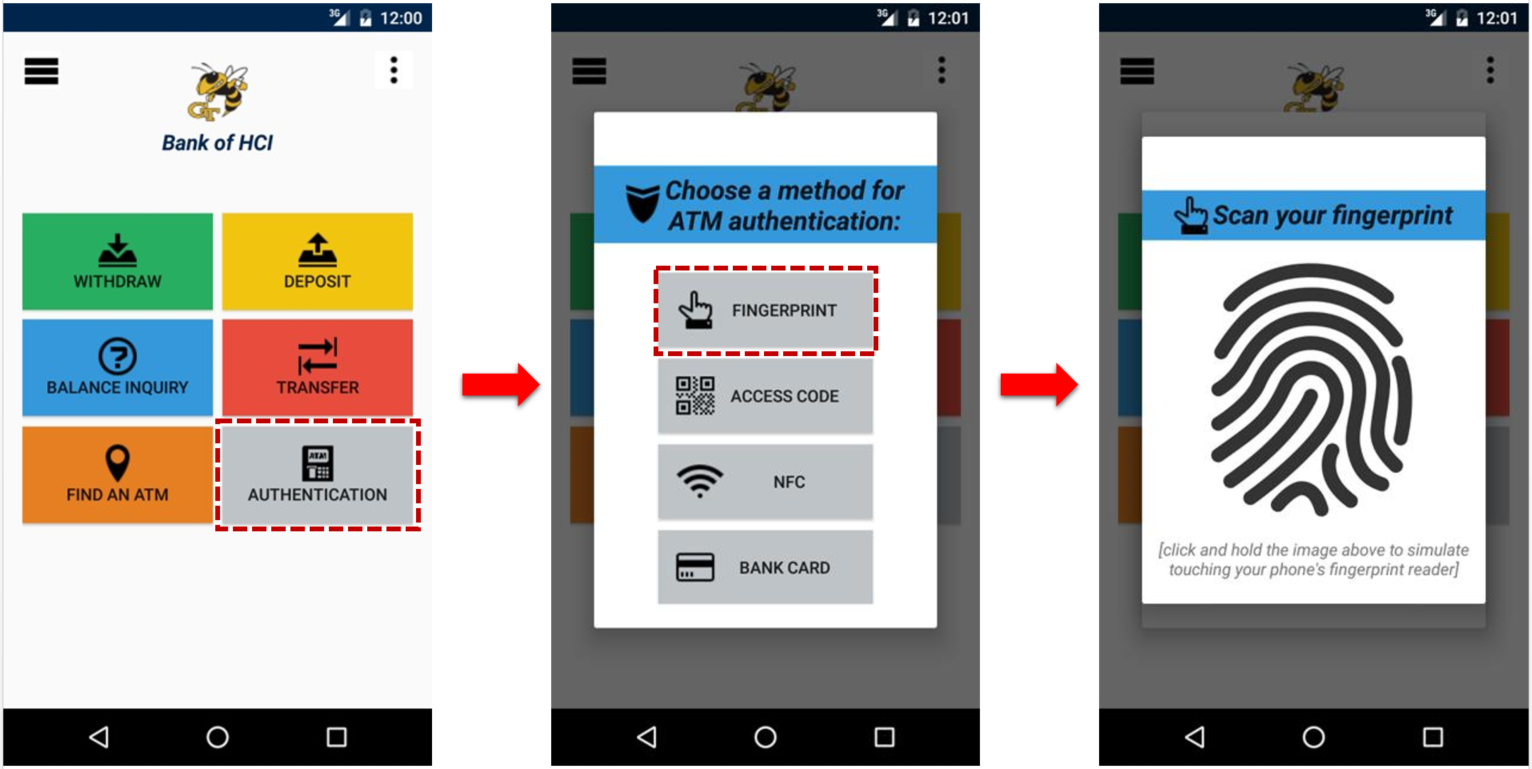 3G 12:00
GT
Bank of HCI
WITHDRAW
DEPOSIT
BALANCE INQUIRY
TRANSFER
FIND AN ATM
ATM
AUTHENTICATION
3G 12:01
GT
Choose a method for
ATM authentication:
FINGERPRINT
ACCESS CODE
NFC
BANK CARD
3G 12:01
GT
Scan your fingerprint
[click and hold the image above to simulate
touching your phone's fingerprint reader]